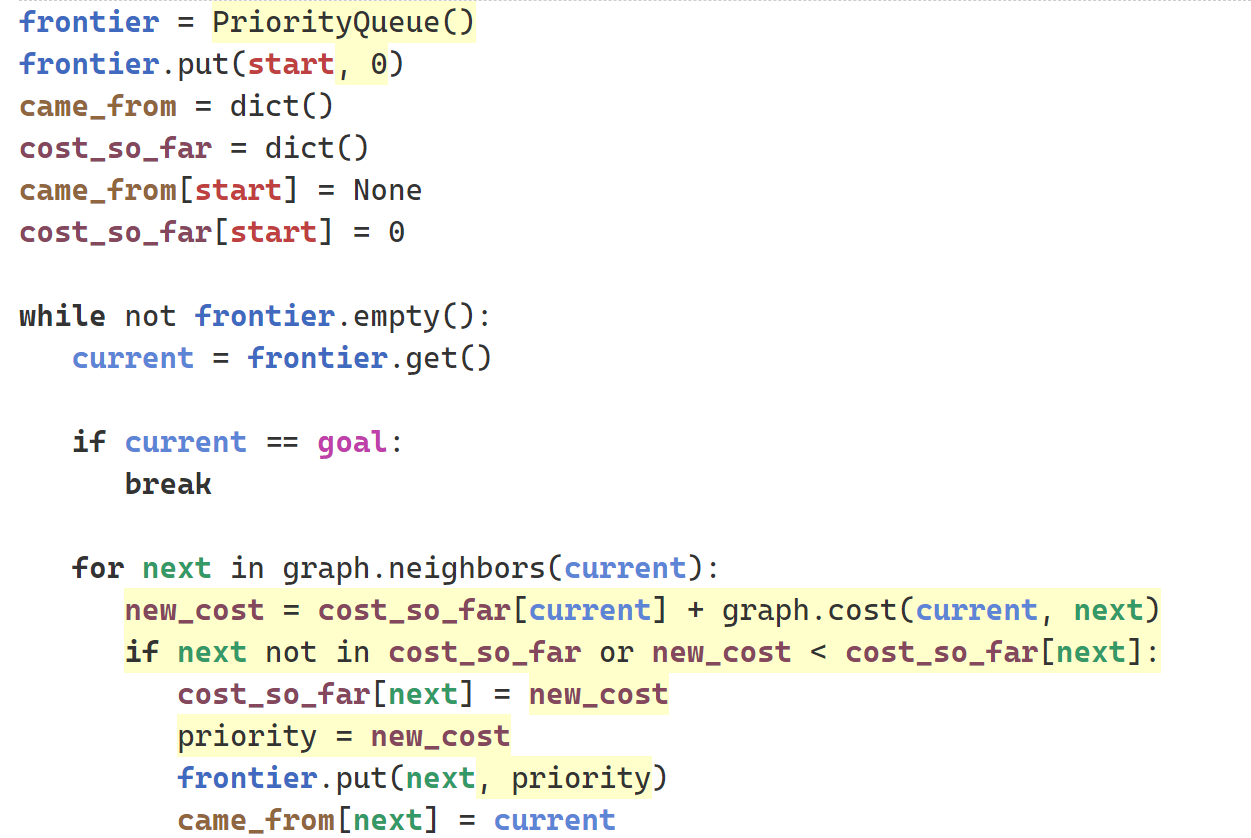 frontier = PriorityQueue()
frontier.put(start, 0)
came_from = dict()
cost_so_far = dict()
came_from[start] = None
cost_so_far[start] = 0

while not frontier.empty():
   current = frontier.get()

   if current == goal:
      break

   for next in graph.neighbors(current):
      new_cost = cost_so_far[current] + graph.cost(current, next)
      if next not in cost_so_far or new_cost < cost_so_far[next]:
         cost_so_far[next] = new_cost
         priority = new_cost
         frontier.put(next, priority)
         came_from[next] = current